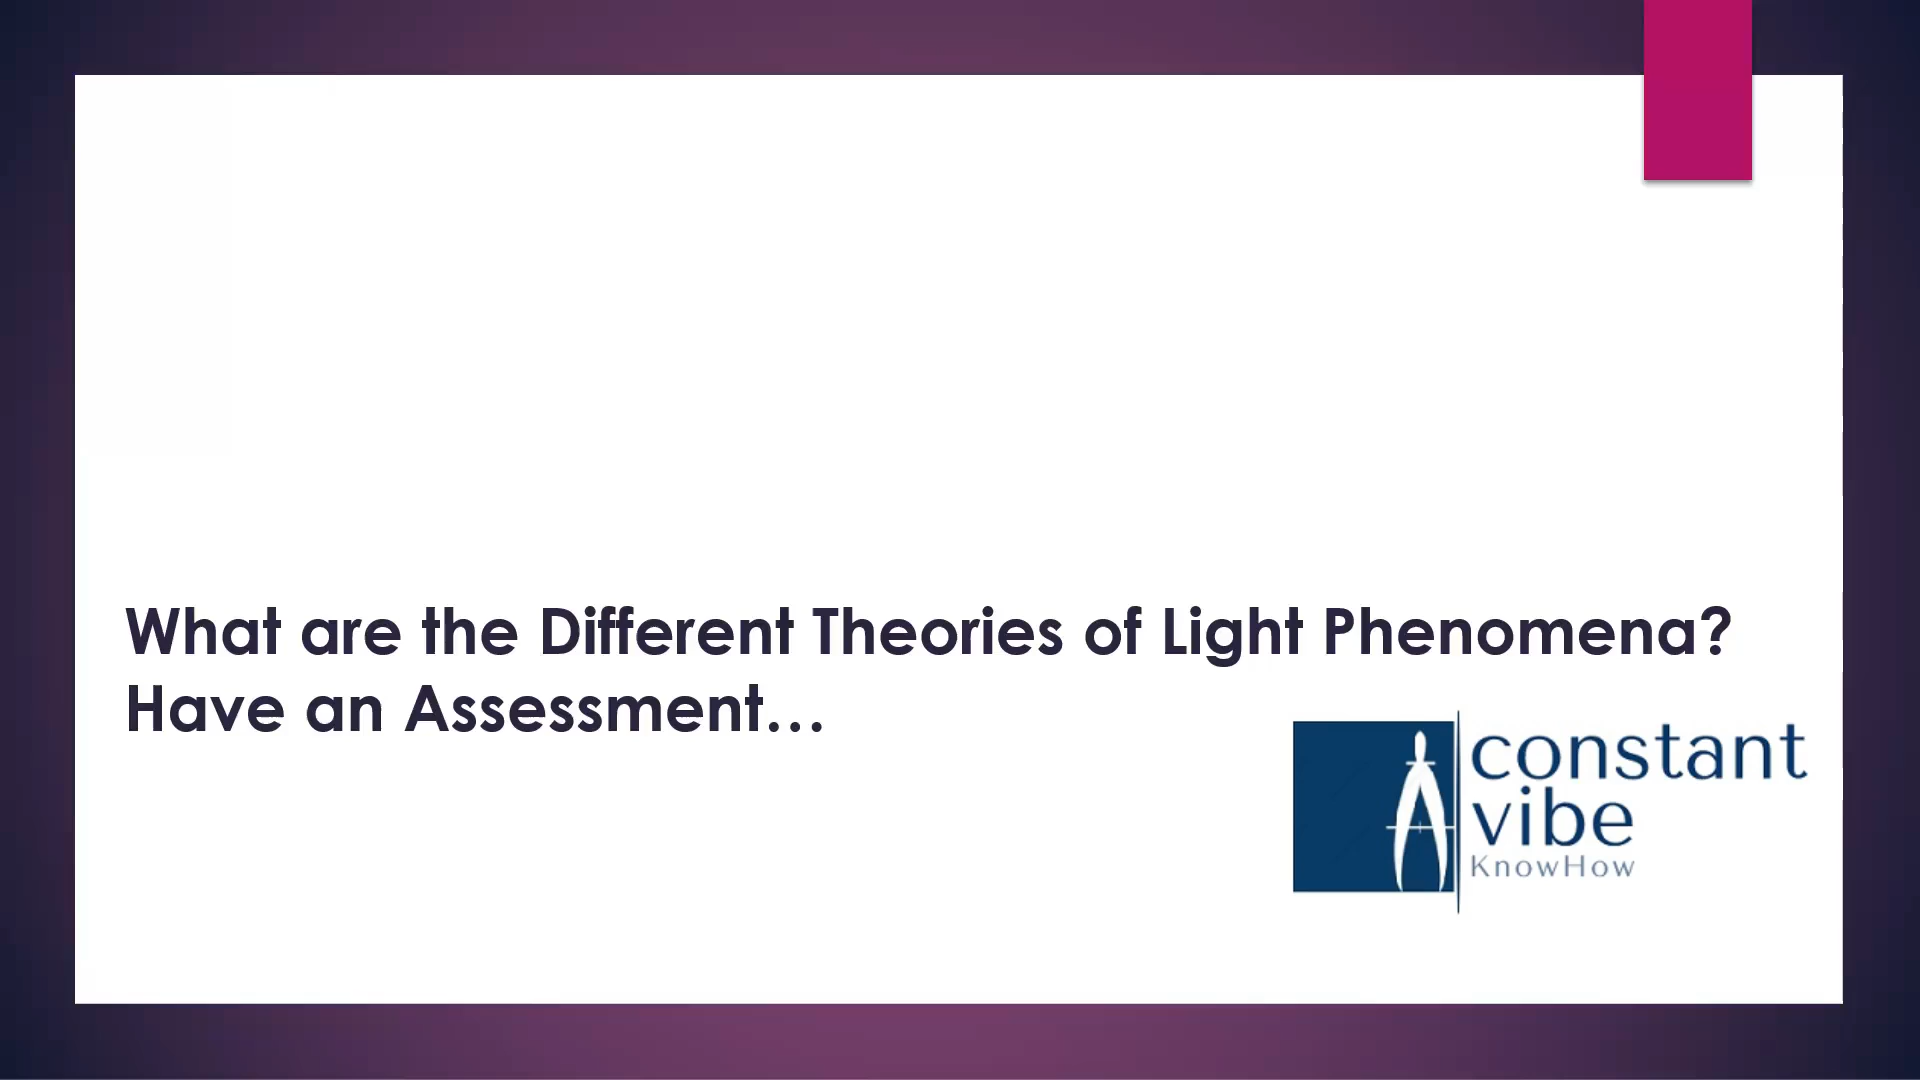 What are the Different Theories of Light Phenomena?
Have an Assessment…
constant
vibe
KnowHow